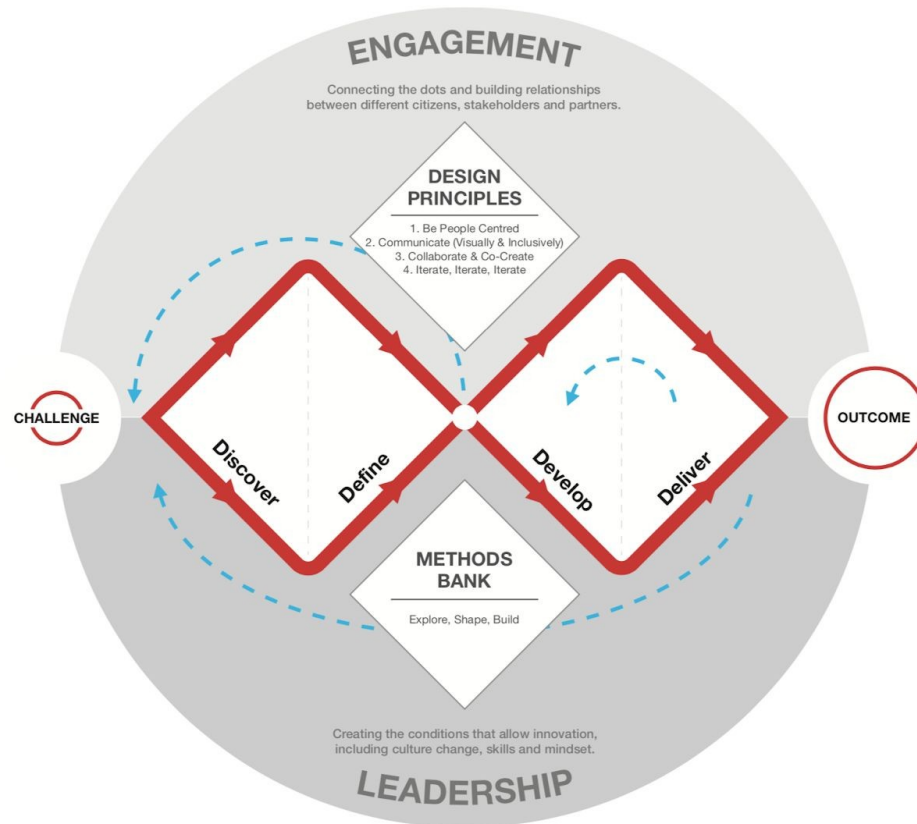 ENGAGEMENT
Connecting the dots and building relationships
between different citizens, stakeholders and partners.
DESIGN
PRINCIPLES
1. Be People Centred
2. Communicate (Visually & Inclusively)
3. Collaborate & Co-Create
4. Iterate, Iterate, Iterate
CHALLENGE
OUTCOME
Discover
Define
Develop
Deliver
METHODS
BANK
Explore, Shape, Build
Creating the conditions that allow innovation,
including culture change, skills and mindset.
LEADERSHIP